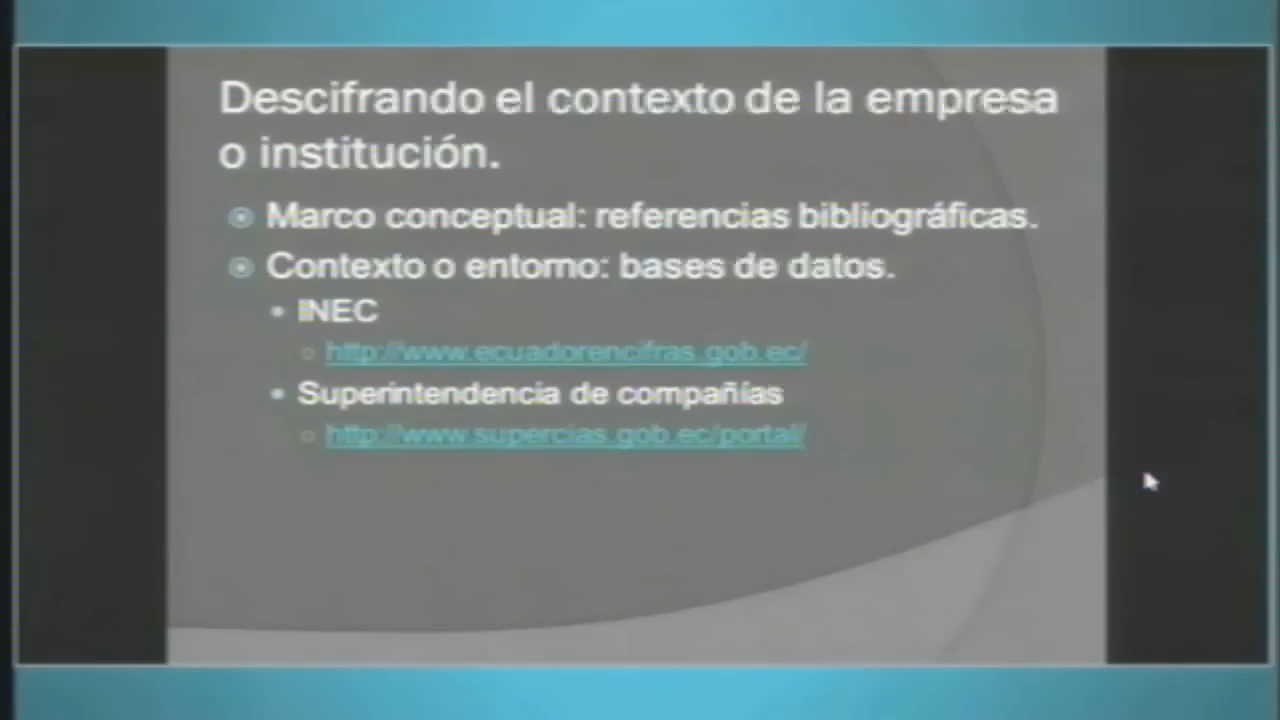 Descifrando el contexto de la empresa
o institución.
Marco conceptual: referencias bibliográficas.
Contexto o entorno: bases de datos.
INEC
http://www.ecuadorencifras.gob.ec/
Superintendencia de compañías
http://www.supercias.gob.ec/portal/